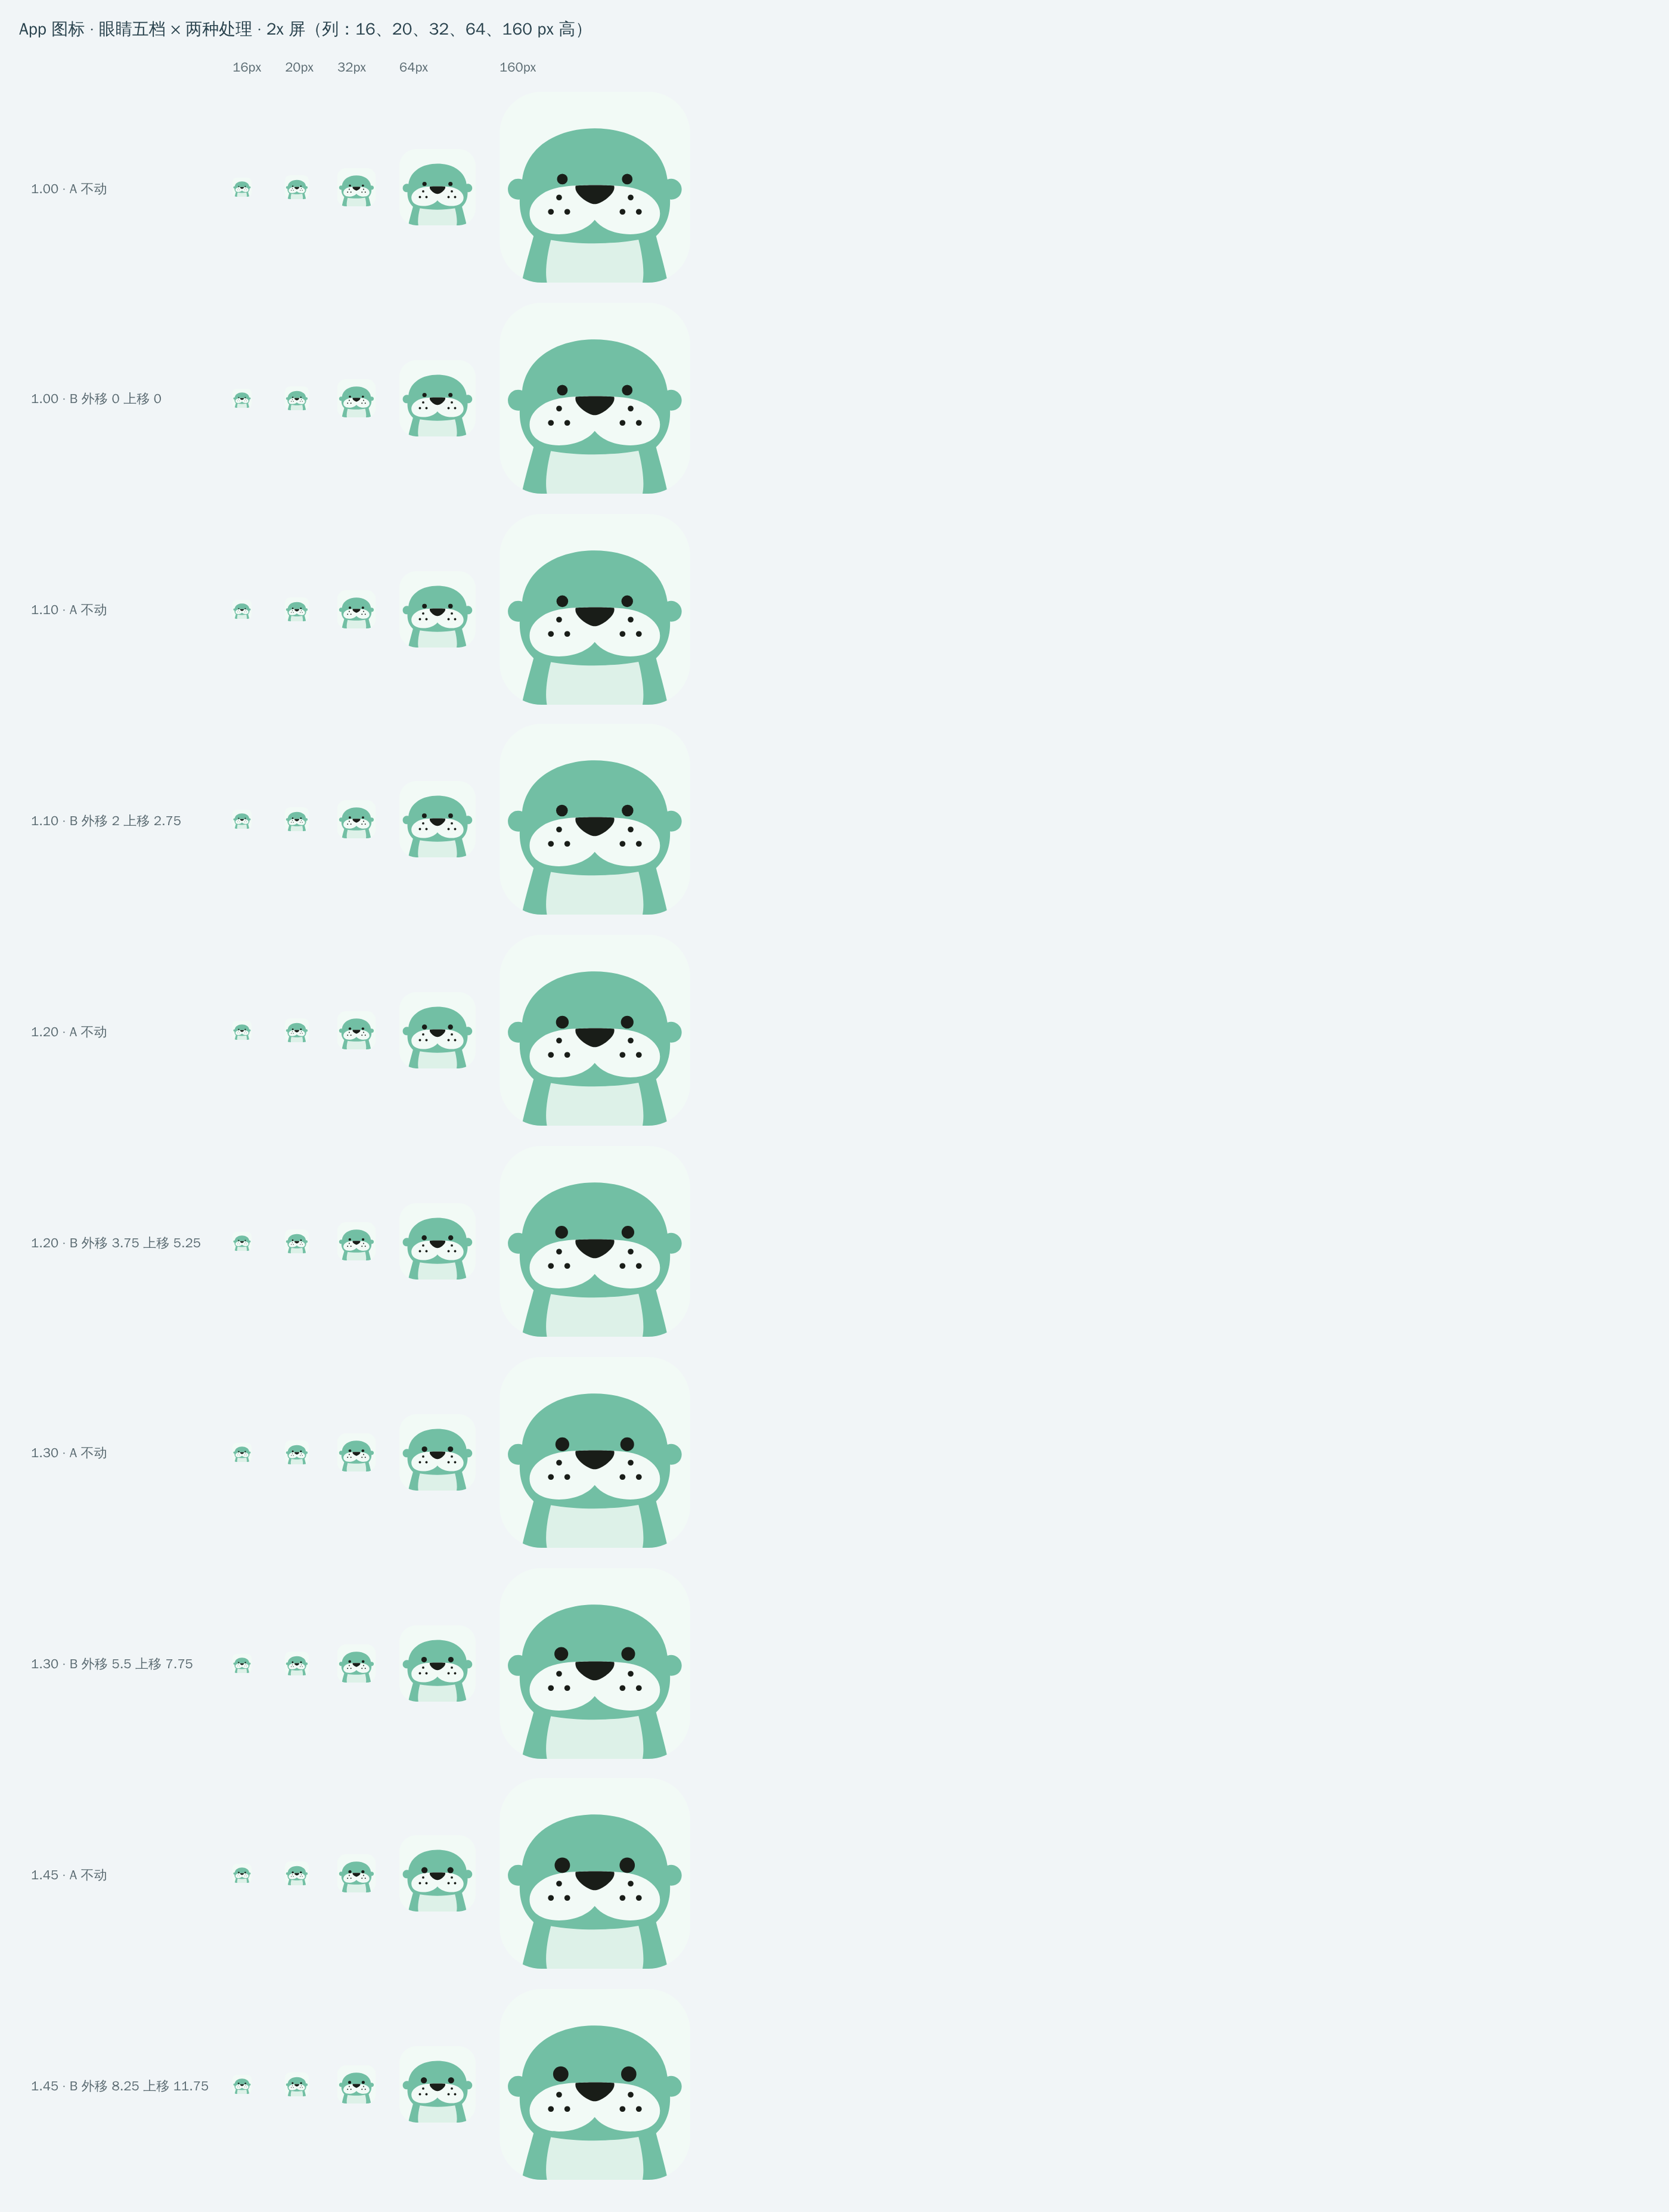 App 图标 · 眼睛五档 × 两种处理 · 2x 屏（列：16、20、32、64、160 px 高）
16px 20px 32px 64px 160px
1.00 · A 不动
1.00 · B 外移 0 上移 0
1.10 · A 不动
1.10 · B 外移 2 上移 2.75
1.20 · A 不动
1.20 · B 外移 3.75 上移 5.25
1.30 · A 不动
1.30 · B 外移 5.5 上移 7.75
1.45 · A 不动
1.45 · B 外移 8.25 上移 11.75